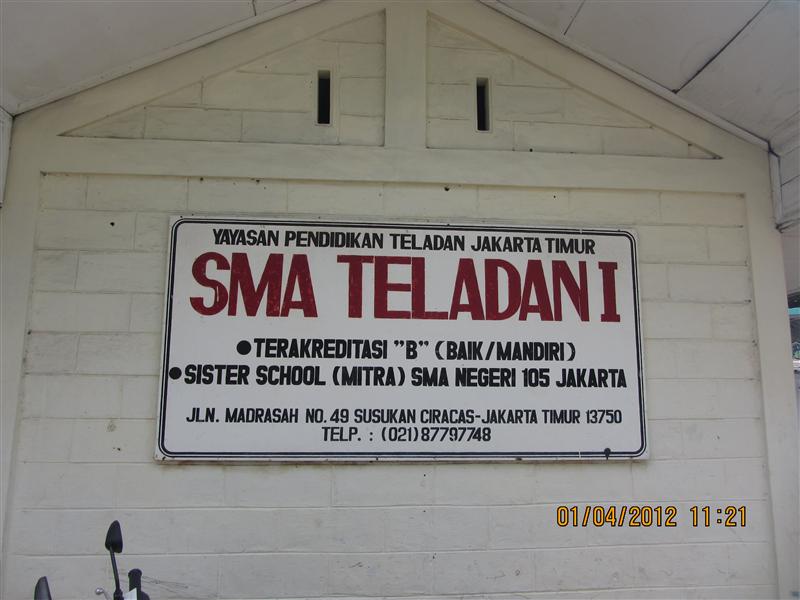 YAYASAN PENDIDIKAN TELADAN JAKARTA TIMUR
SMA TELADAN I
●TERAKREDITASI "B" (BAIK/MANDIRI)
●SISTER SCHOOL (MITRA) SMA NEGERI 105 JAKARTA
JLN. MADRASAH NO. 49 SUSUKAN CIRACAS-JAKARTA TIMUR 13750
TELP. : (021) 87797748
01/04/2012 11:21